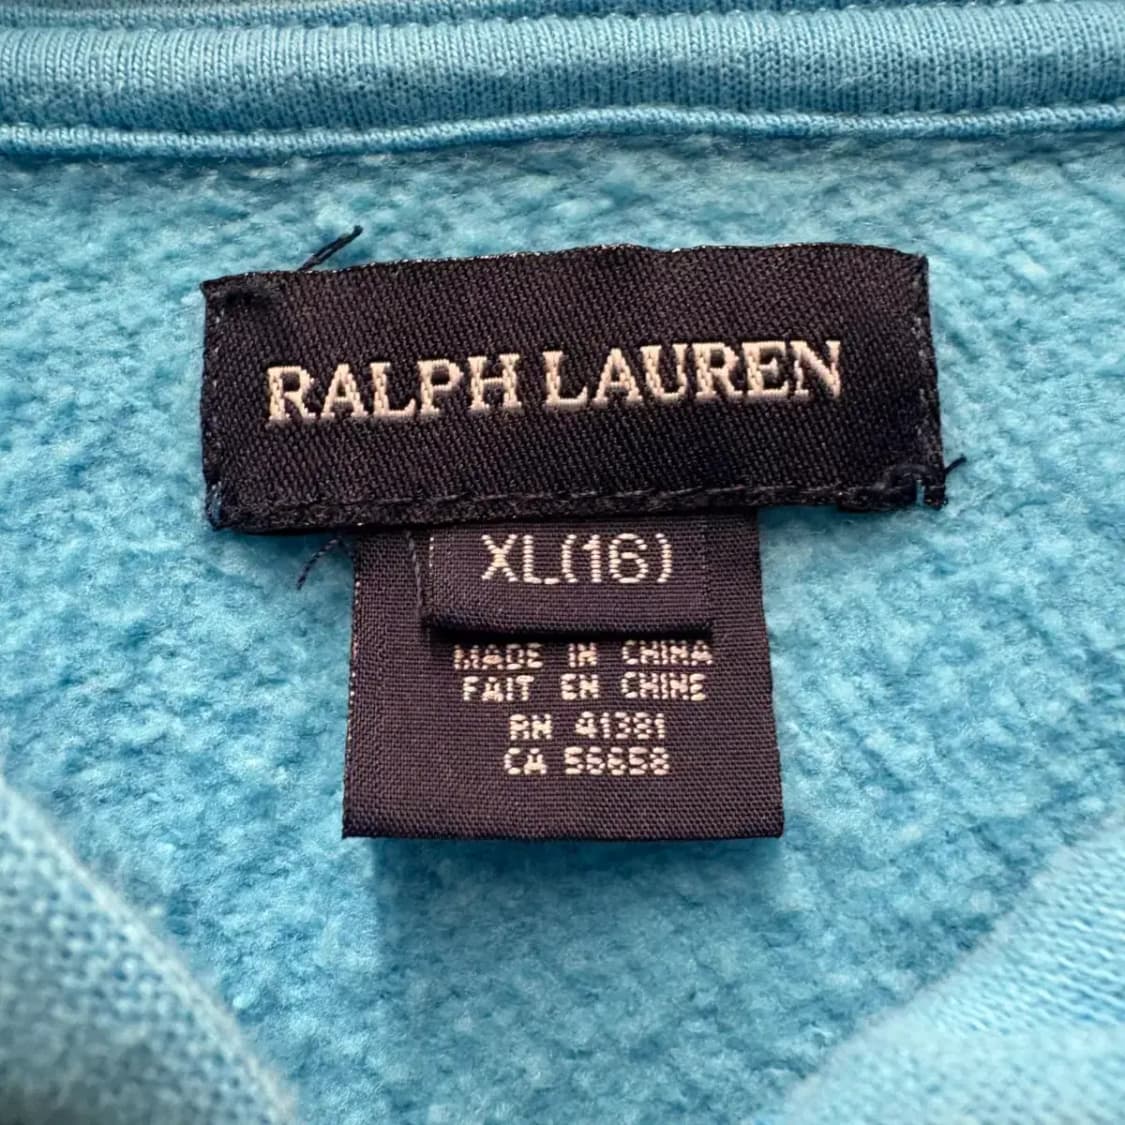 RALPH LAUREN
XL(16)
MADE IN CHINA
FAIT EN CHINE
RN 41381
CA 56658